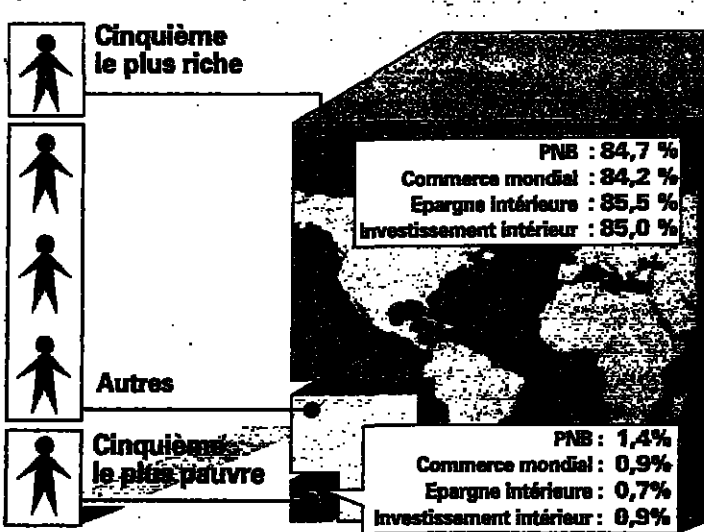 Cinquième
le plus riche
PNB : 84,7 %
Commerce mondial : 84,2 %
Epargne intérieure : 85,5 %
Investissement intérieur : 85,0 %
Autres
Cinquième
le plus pauvre
PNB : 1,4%
Commerce mondial : 0,9%
Epargne intérieure : 0,7%
Investissement intérieur : 0,9%